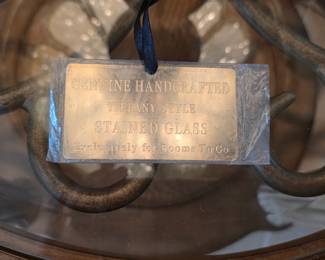 GENUINE HANDCRAFTED
TIFFANY STYLE
STAINED GLASS
Exclusively for Rooms To Go